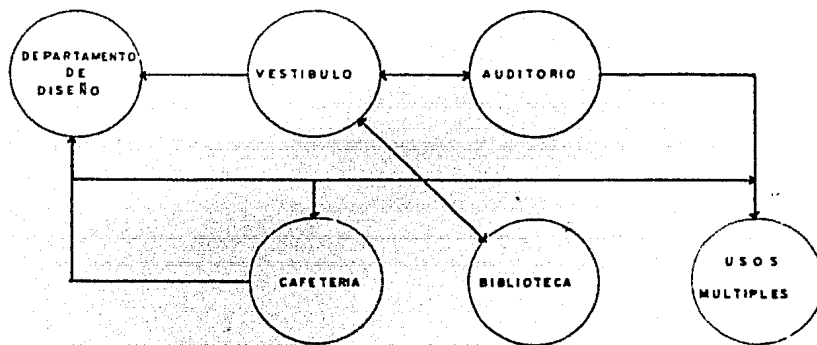 DEPARTAMENTO
DE
DISEÑO
VESTIBULO
AUDITORIO
CAFETERIA
BIBLIOTECA
USOS
MULTIPLES